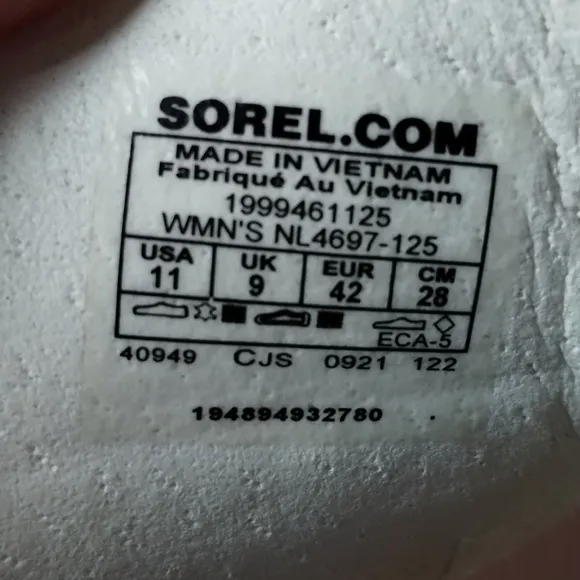 SOREL.COM
MADE IN VIETNAM
Fabriqué Au Vietnam
1999461125
WMN'S NL4697-125
USA UK EUR CM
11 9 42 28
ECA-5
40949 CJS 0921 122
194894932780 .